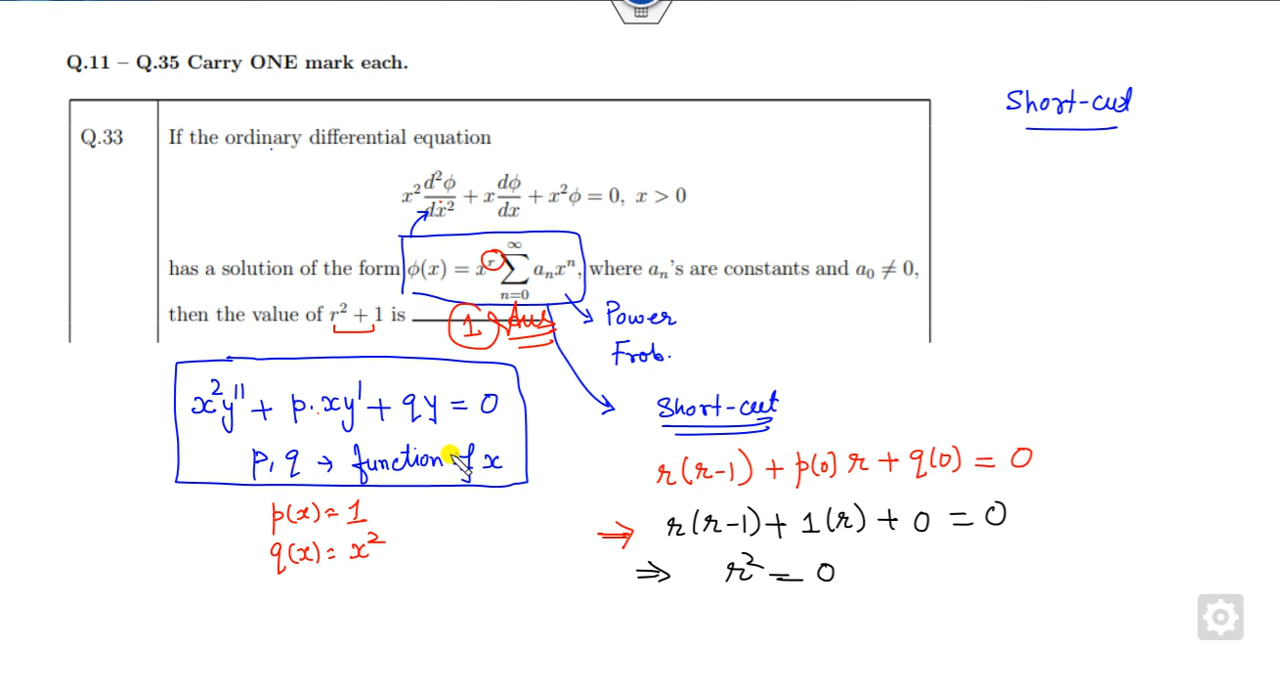 Q.11 – Q.35 Carry ONE mark each.
Short-cut
Q.33 If the ordinary differential equation
x² d²φ/dx² + x dφ/dx + x²φ = 0, x > 0
has a solution of the form φ(x) = x^r ∑_{n=0}^{∞} a_n x^n, where a_n's are constants and a_0 ≠ 0,
then the value of r² + 1 is ________ 1 Ans
Power
Frob.
x²y'' + p.xy' + qy = 0
p, q → function of x
p(x) = 1
q(x) = x²
Short-cut
r(r-1) + p(0) r + q(0) = 0
⇒ r(r-1) + 1(r) + 0 = 0
⇒ r² = 0